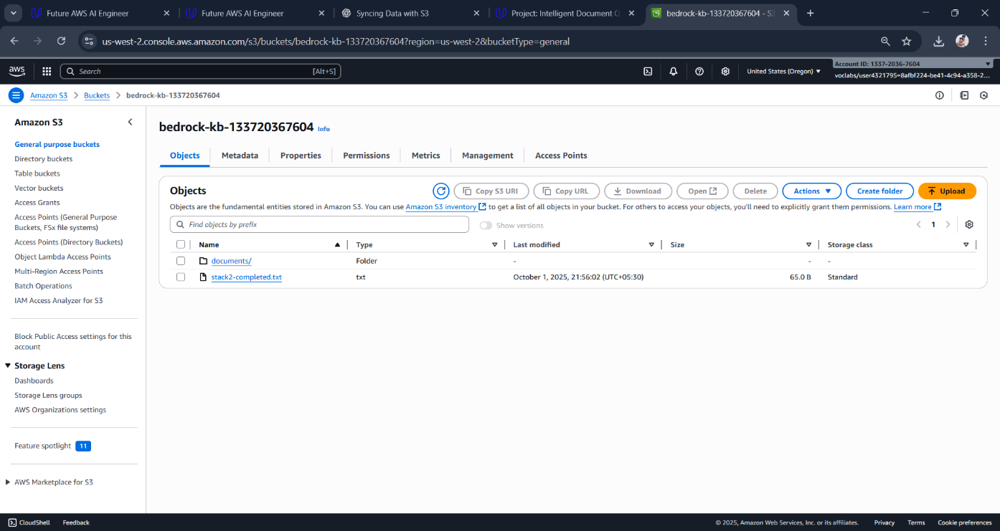 Future AWS AI Engineer
Future AWS AI Engineer
Syncing Data with S3
Project: Intelligent Document Q
bedrock-kb-133720367604 - S3
us-west-2.console.aws.amazon.com/s3/buckets/bedrock-kb-133720367604?region=us-west-2&bucketType=general
aws
Search
[Alt+S]
United States (Oregon)
Account ID: 1337-2036-7604
voclabs/user4321795=8afbf224-be41-4c94-a358-2...
Amazon S3
Buckets
bedrock-kb-133720367604
Amazon S3
General purpose buckets
Directory buckets
Table buckets
Vector buckets
Access Grants
Access Points (General Purpose
Buckets, FSx file systems)
Access Points (Directory Buckets)
Object Lambda Access Points
Multi-Region Access Points
Batch Operations
IAM Access Analyzer for S3
Block Public Access settings for this
account
Storage Lens
Dashboards
Storage Lens groups
AWS Organizations settings
Feature spotlight 11
AWS Marketplace for S3
bedrock-kb-133720367604 Info
Objects
Metadata
Properties
Permissions
Metrics
Management
Access Points
Objects
Copy S3 URI
Copy URL
Download
Open
Delete
Actions
Create folder
Upload
Objects are the fundamental entities stored in Amazon S3. You can use Amazon S3 inventory to get a list of all objects in your bucket. For others to access your objects, you'll need to explicitly grant them permissions. Learn more
Find objects by prefix
Show versions
1
Name Type Last modified Size Storage class
documents/ Folder - - -
stack2-completed.txt txt October 1, 2025, 21:56:02 (UTC+05:30) 65.0 B Standard
CloudShell Feedback
© 2025, Amazon Web Services, Inc. or its affiliates. Privacy Terms Cookie preferences